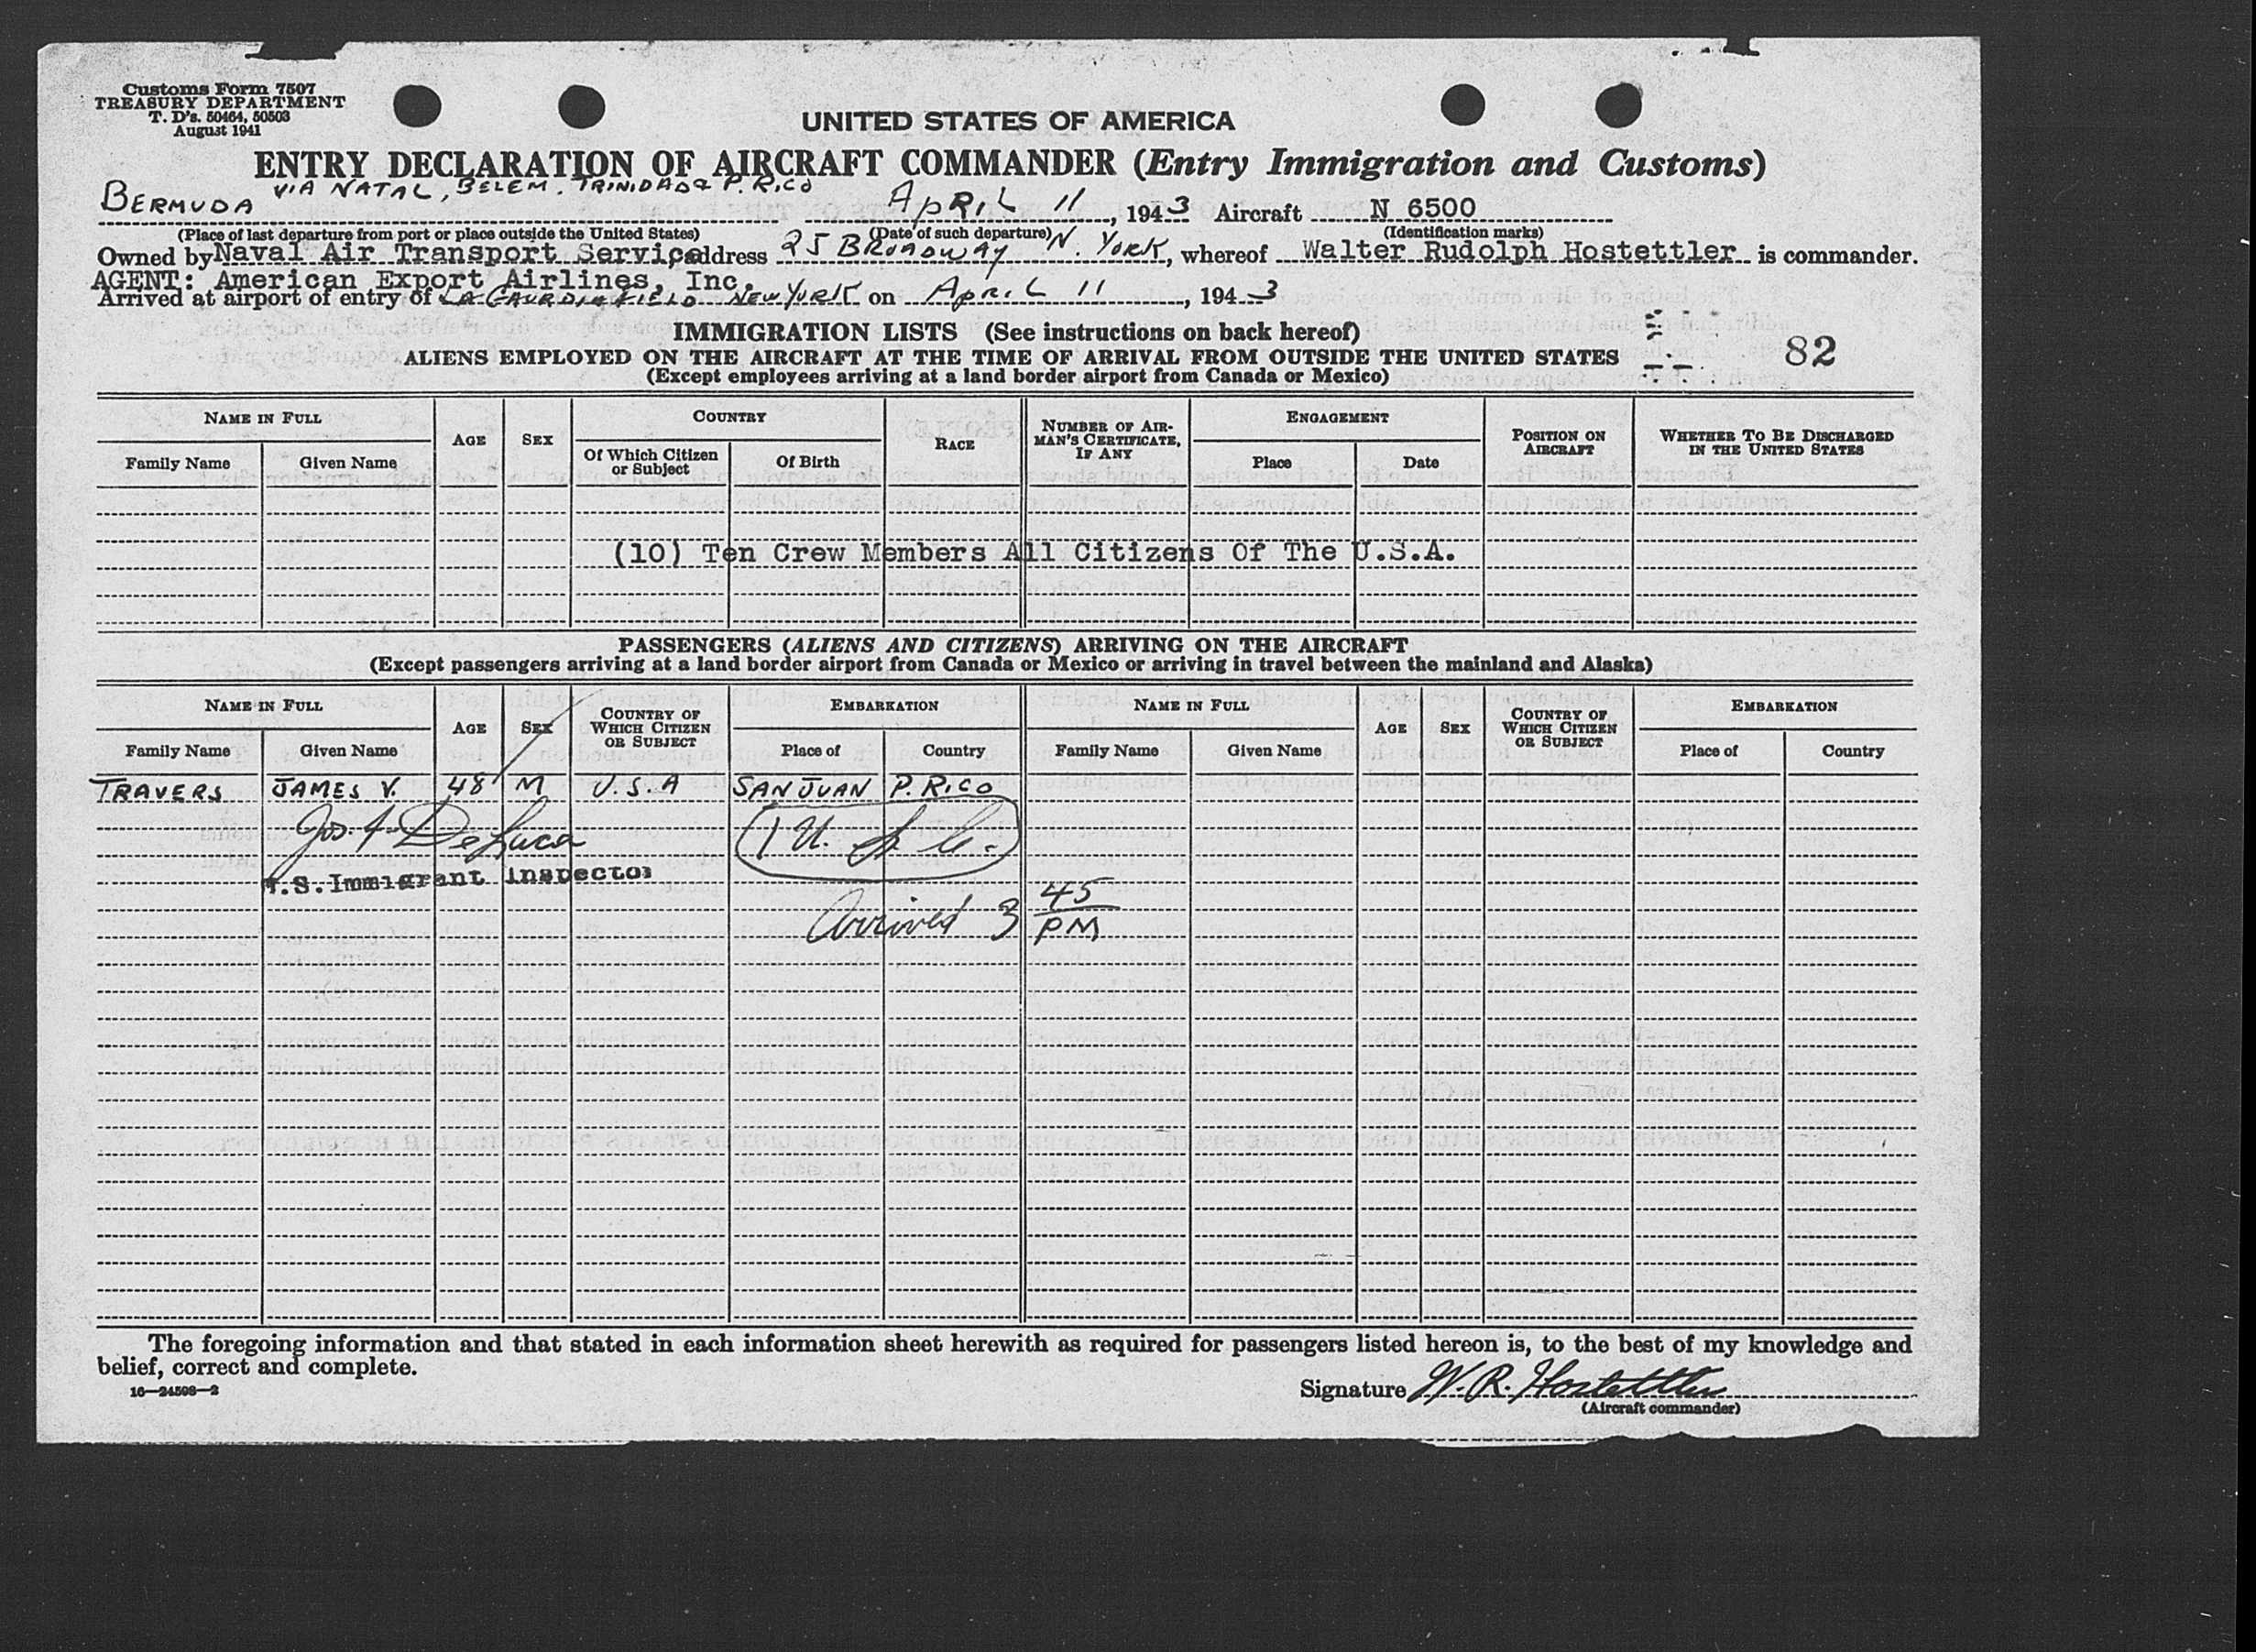 Customs Form 7507
TREASURY DEPARTMENT
T. D's. 50464, 50503
August 1941
UNITED STATES OF AMERICA
ENTRY DECLARATION OF AIRCRAFT COMMANDER (Entry Immigration and Customs)
BERMUDA VIA NATAL, BELEM. TRINIDAD & P. RICO APRIL 11, 1943 Aircraft N 6500
(Place of last departure from port or place outside the United States) (Date of such departure) (Identification marks)
Owned by Naval Air Transport Service, address 25 BROADWAY N. YORK, whereof Walter Rudolph Hostettler is commander.
AGENT: American Export Airlines, Inc.
Arrived at airport of entry of LA GAURDIA FIELD NEW YORK on APRIL 11, 1943
IMMIGRATION LISTS (See instructions on back hereof)
82
ALIENS EMPLOYED ON THE AIRCRAFT AT THE TIME OF ARRIVAL FROM OUTSIDE THE UNITED STATES
(Except employees arriving at a land border airport from Canada or Mexico)
NAME IN FULL AGE SEX COUNTRY RACE NUMBER OF AIRMAN'S CERTIFICATE, IF ANY ENGAGEMENT POSITION ON AIRCRAFT WHETHER TO BE DISCHARGED IN THE UNITED STATES
Family Name Given Name Of Which Citizen or Subject Of Birth Place Date
(10) Ten Crew Members All Citizens Of The U.S.A.
PASSENGERS (ALIENS AND CITIZENS) ARRIVING ON THE AIRCRAFT
(Except passengers arriving at a land border airport from Canada or Mexico or arriving in travel between the mainland and Alaska)
NAME IN FULL AGE SEX COUNTRY OF WHICH CITIZEN OR SUBJECT EMBARKATION NAME IN FULL AGE SEX COUNTRY OF WHICH CITIZEN OR SUBJECT EMBARKATION
Family Name Given Name Place of Country Family Name Given Name Place of Country
TRAVERS JAMES V. 48 M U.S.A SAN JUAN P. RICO
Jos. A. DeLuca (1 U. S. C.)
U.S. Immigrant Inspector
Arrived 3 45 PM
The foregoing information and that stated in each information sheet herewith as required for passengers listed hereon is, to the best of my knowledge and
belief, correct and complete.
16—24508—2
Signature W. R. Hostettler
(Aircraft commander)